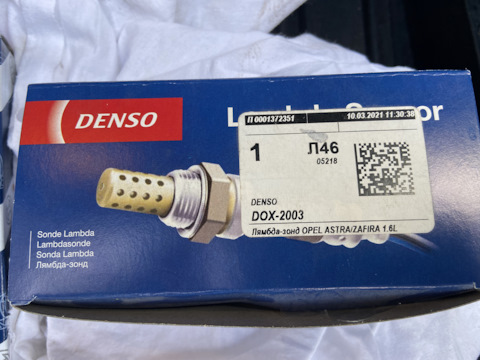 DENSO
П 0001372351 10.03.2021 11:30:38
1 Л46
05218
DENSO
DOX-2003
Лямбда-зонд OPEL ASTRA/ZAFIRA 1.6L
Sonde Lambda
Lambdasonde
Sonda Lambda
Лямбда-зонд